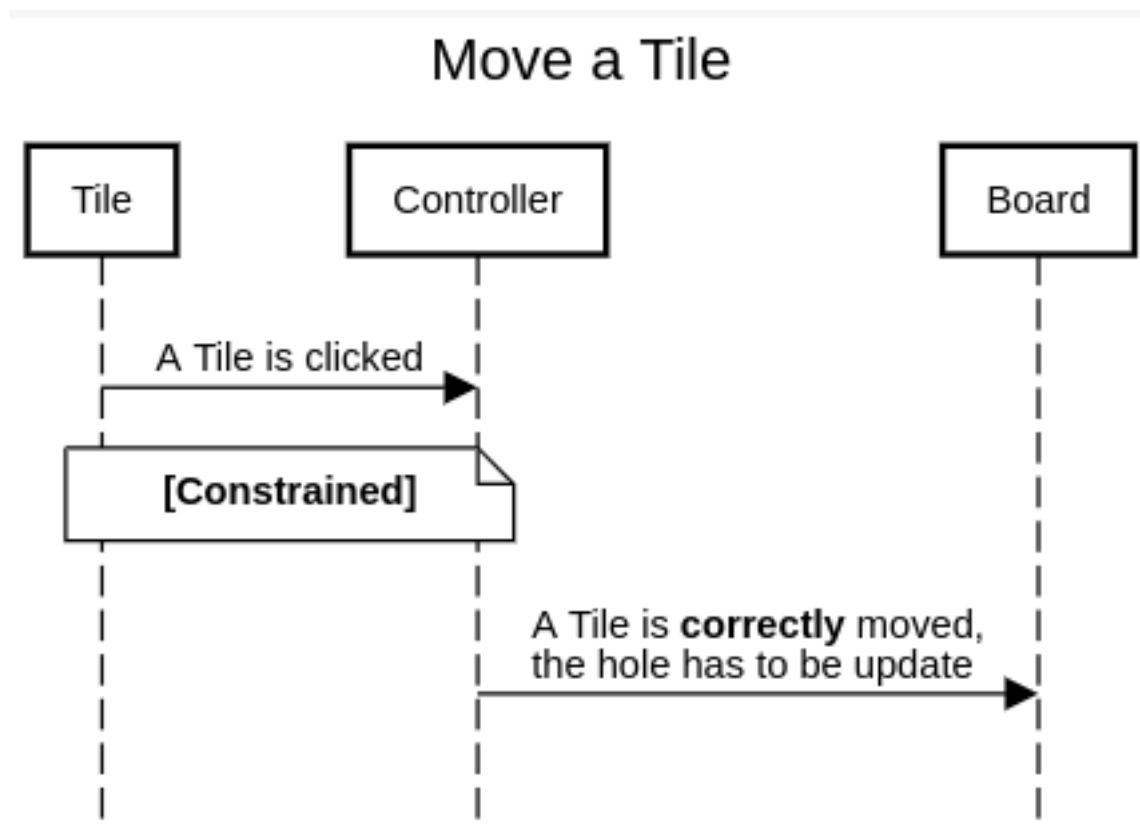 Move a Tile
Tile
Controller
Board
A Tile is clicked
[Constrained]
A Tile is correctly moved,
the hole has to be update